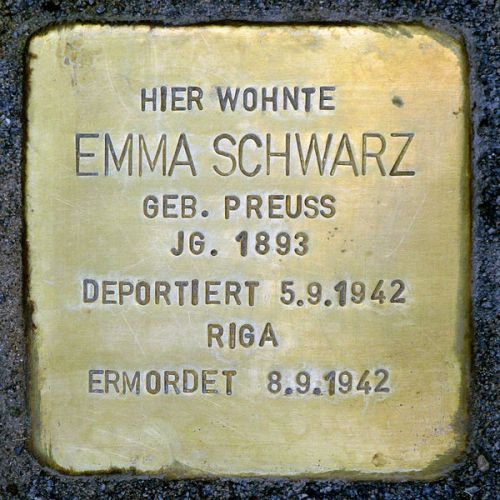 HIER WOHNTE
EMMA SCHWARZ
GEB. PREUSS
JG. 1893
DEPORTIERT 5.9.1942
RIGA
ERMORDET 8.9.1942